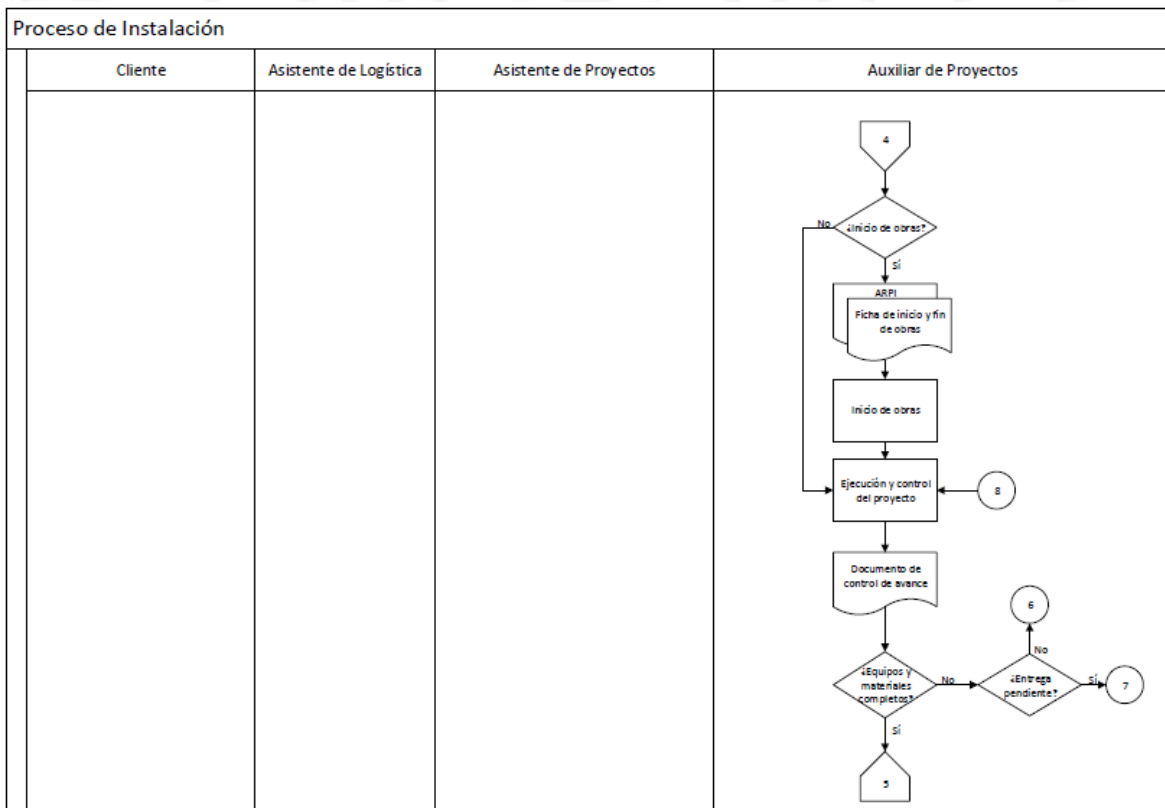 Proceso de Instalación
Cliente
Asistente de Logística
Asistente de Proyectos
Auxiliar de Proyectos
4
No
¿Inicio de obras?
Sí
ARPI
Ficha de inicio y fin
de obras
Inicio de obras
Ejecución y control
del proyecto
8
Documento de
control de avance
6
No
¿Equipos y
materiales
completos?
No
¿Entrega
pendiente?
Sí
7
Sí
5